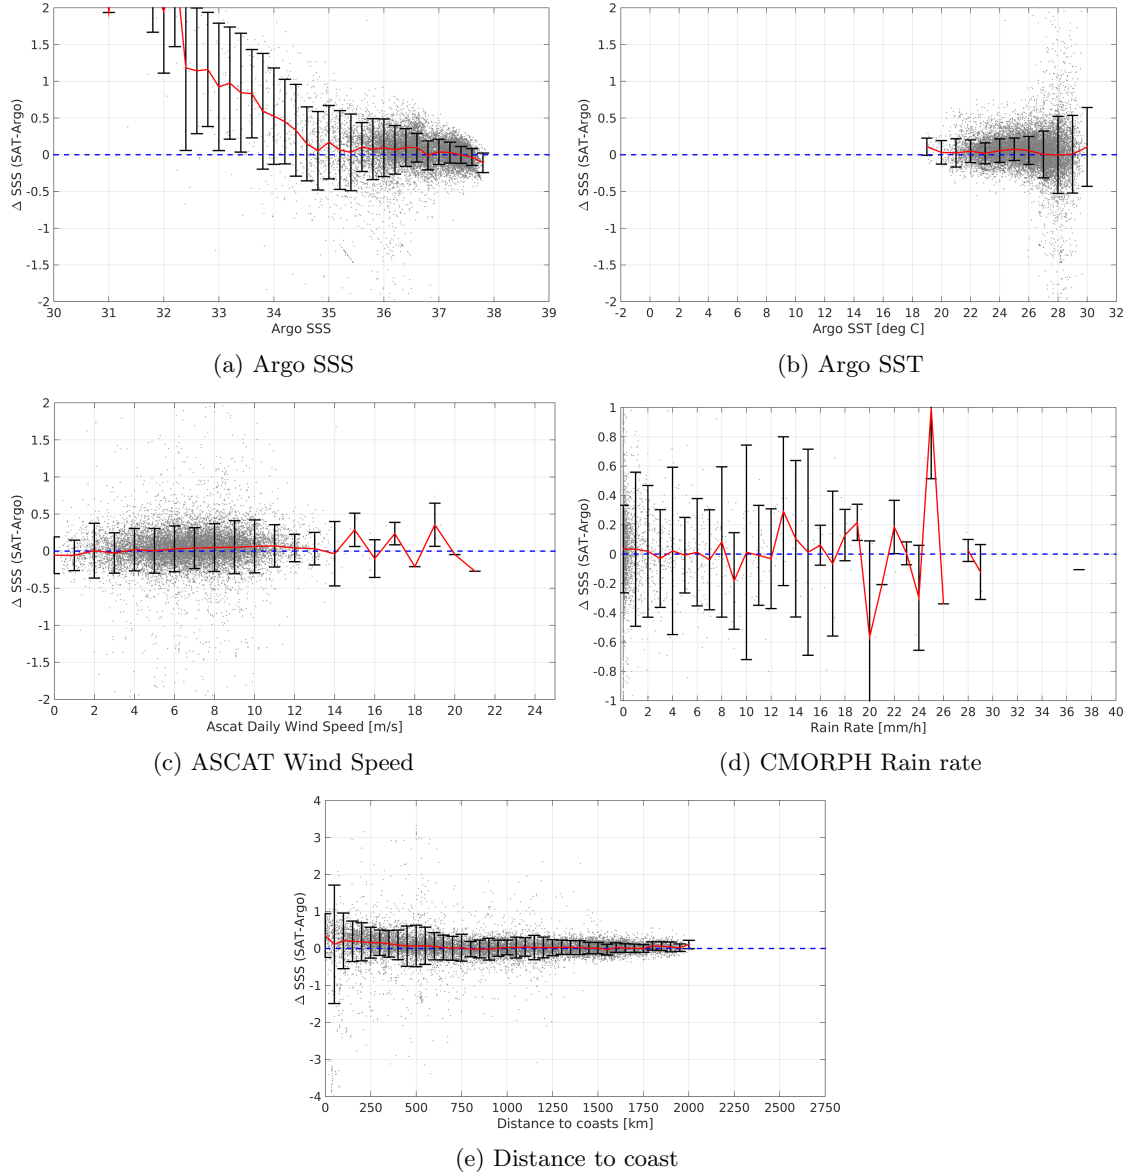 2
1.5
1
0.5
0
-0.5
-1
-1.5
-2
Δ SSS (SAT-Argo)
30 31 32 33 34 35 36 37 38 39
Argo SSS
(a) Argo SSS
2
1.5
1
0.5
0
-0.5
-1
-1.5
-2
Δ SSS (SAT-Argo)
-2 0 2 4 6 8 10 12 14 16 18 20 22 24 26 28 30 32
Argo SST [deg C]
(b) Argo SST
2
1.5
1
0.5
0
-0.5
-1
-1.5
-2
Δ SSS (SAT-Argo)
0 2 4 6 8 10 12 14 16 18 20 22 24
Ascat Daily Wind Speed [m/s]
(c) ASCAT Wind Speed
1
0.8
0.6
0.4
0.2
0
-0.2
-0.4
-0.6
-0.8
-1
Δ SSS (SAT-Argo)
0 2 4 6 8 10 12 14 16 18 20 22 24 26 28 30 32 34 36 38 40
Rain Rate [mm/h]
(d) CMORPH Rain rate
4
3
2
1
0
-1
-2
-3
-4
Δ SSS (SAT-Argo)
0 250 500 750 1000 1250 1500 1750 2000 2250 2500 2750
Distance to coasts [km]
(e) Distance to coast